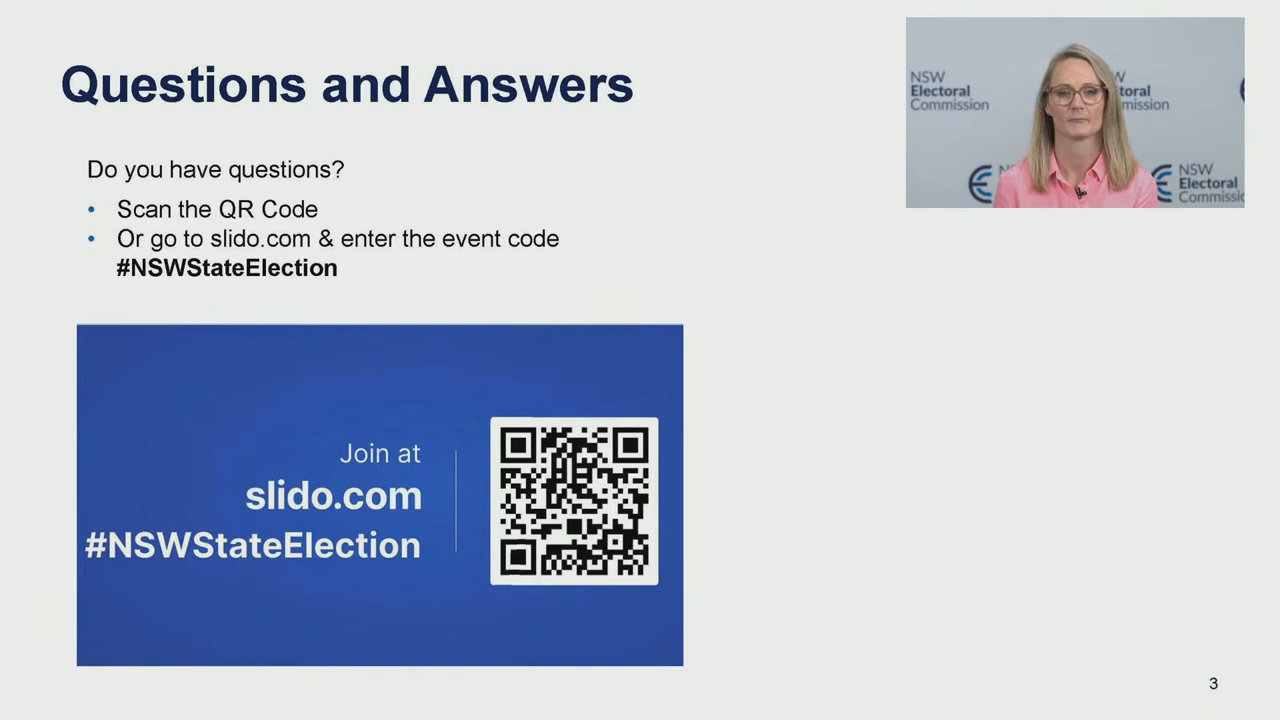 Questions and Answers
Do you have questions?
• Scan the QR Code
• Or go to slido.com & enter the event code
#NSWStateElection
NSW
Electoral
Commission
NSW
Electoral
Join at
slido.com
#NSWStateElection
3